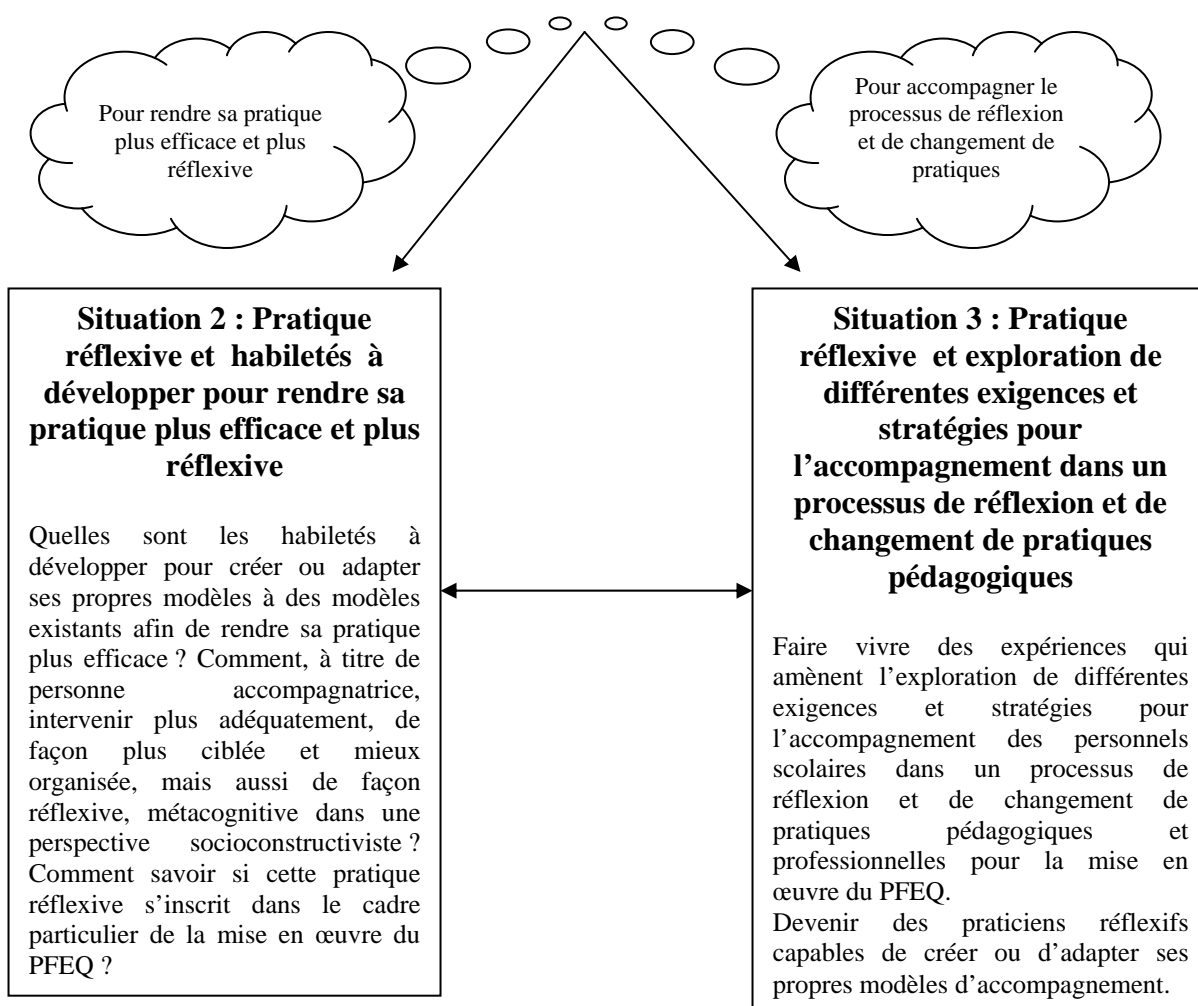 Pour rendre sa pratique
plus efficace et plus
réflexive
Pour accompagner le
processus de réflexion
et de changement de
pratiques
Situation 2 : Pratique
réflexive et habiletés à
développer pour rendre sa
pratique plus efficace et plus
réflexive
Quelles sont les habiletés à
développer pour créer ou adapter
ses propres modèles à des modèles
existants afin de rendre sa pratique
plus efficace ? Comment, à titre de
personne accompagnatrice,
intervenir plus adéquatement, de
façon plus ciblée et mieux
organisée, mais aussi de façon
réflexive, métacognitive dans une
perspective socioconstructiviste ?
Comment savoir si cette pratique
réflexive s’inscrit dans le cadre
particulier de la mise en œuvre du
PFEQ ?
Situation 3 : Pratique
réflexive et exploration de
différentes exigences et
stratégies pour
l’accompagnement dans un
processus de réflexion et de
changement de pratiques
pédagogiques
Faire vivre des expériences qui
amènent l’exploration de différentes
exigences et stratégies pour
l’accompagnement des personnels
scolaires dans un processus de
réflexion et de changement de
pratiques pédagogiques et
professionnelles pour la mise en
œuvre du PFEQ.
Devenir des praticiens réflexifs
capables de créer ou d’adapter ses
propres modèles d’accompagnement.